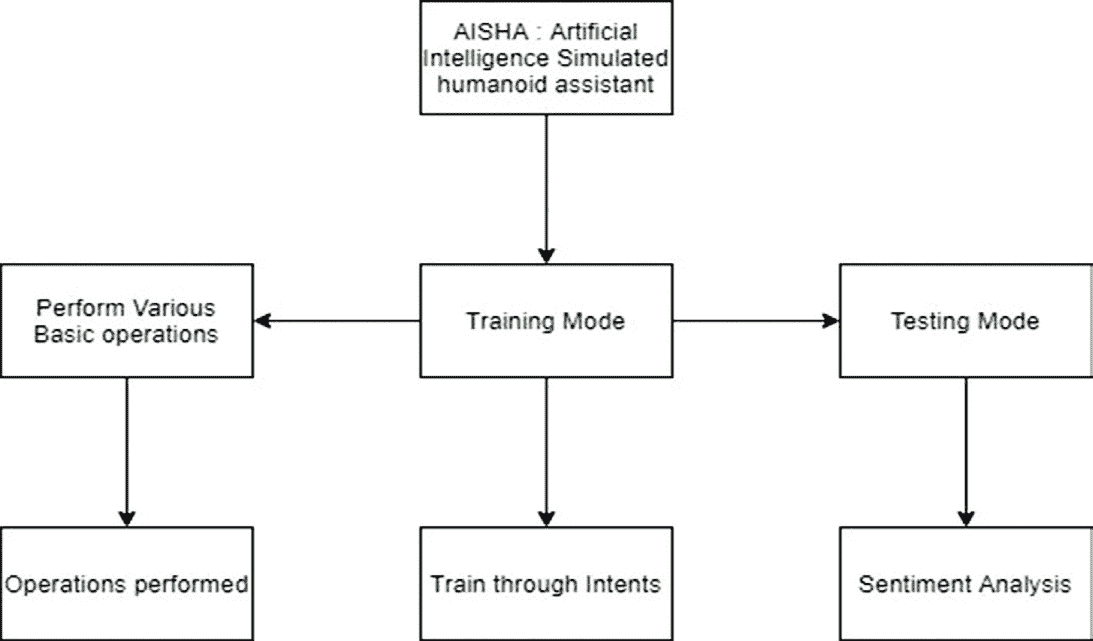 AISHA : Artificial
Intelligence Simulated
humanoid assistant
Perform Various
Basic operations
Training Mode
Testing Mode
Operations performed
Train through Intents
Sentiment Analysis